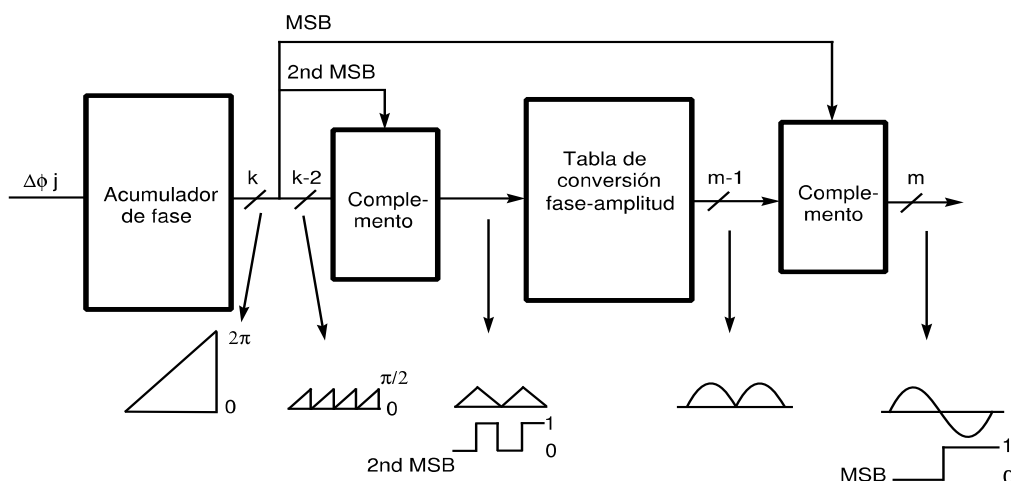 MSB
2nd MSB
Δϕ j
Acumulador
de fase
k
k-2
Comple-
mento
Tabla de
conversión
fase-amplitud
m-1
Comple-
mento
m
2π
0
π/2
0
1
0
2nd MSB
1
0
MSB